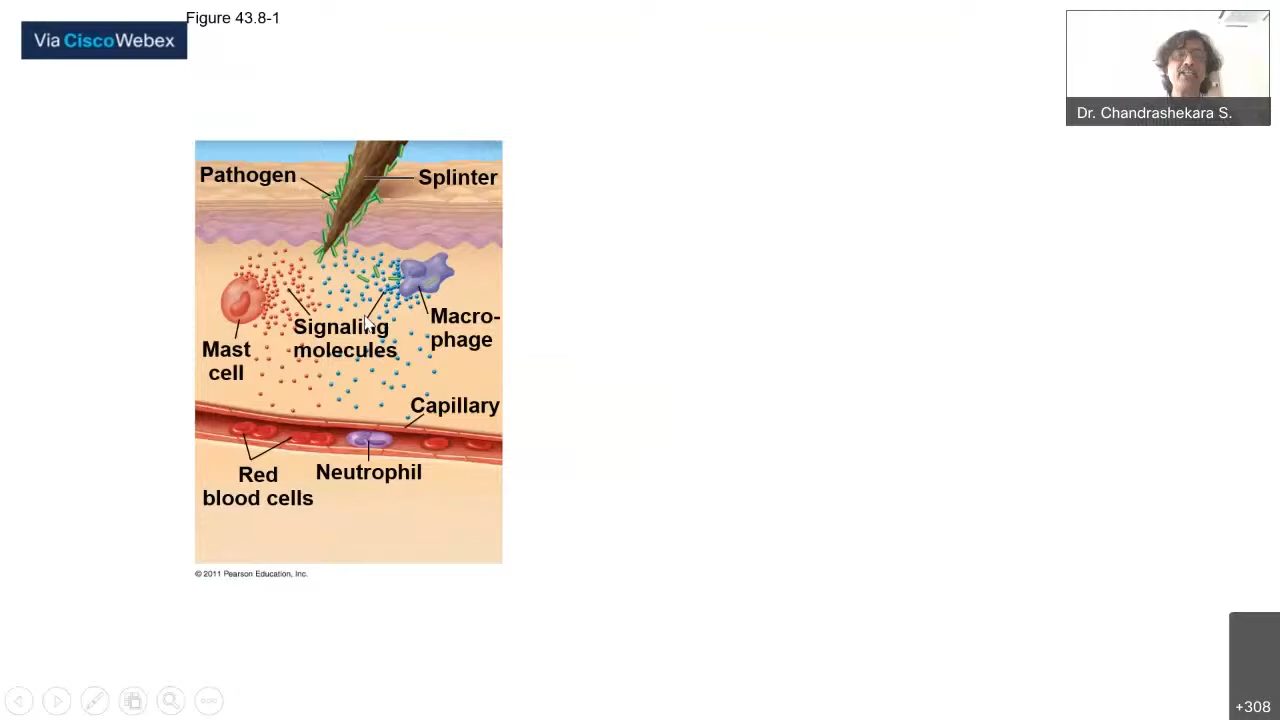 Figure 43.8-1
Via CiscoWebex
Dr. Chandrashekara S.
Pathogen
Splinter
Signaling
molecules
Macro-
phage
Mast
cell
Capillary
Red
blood cells
Neutrophil
© 2011 Pearson Education, Inc.
+308